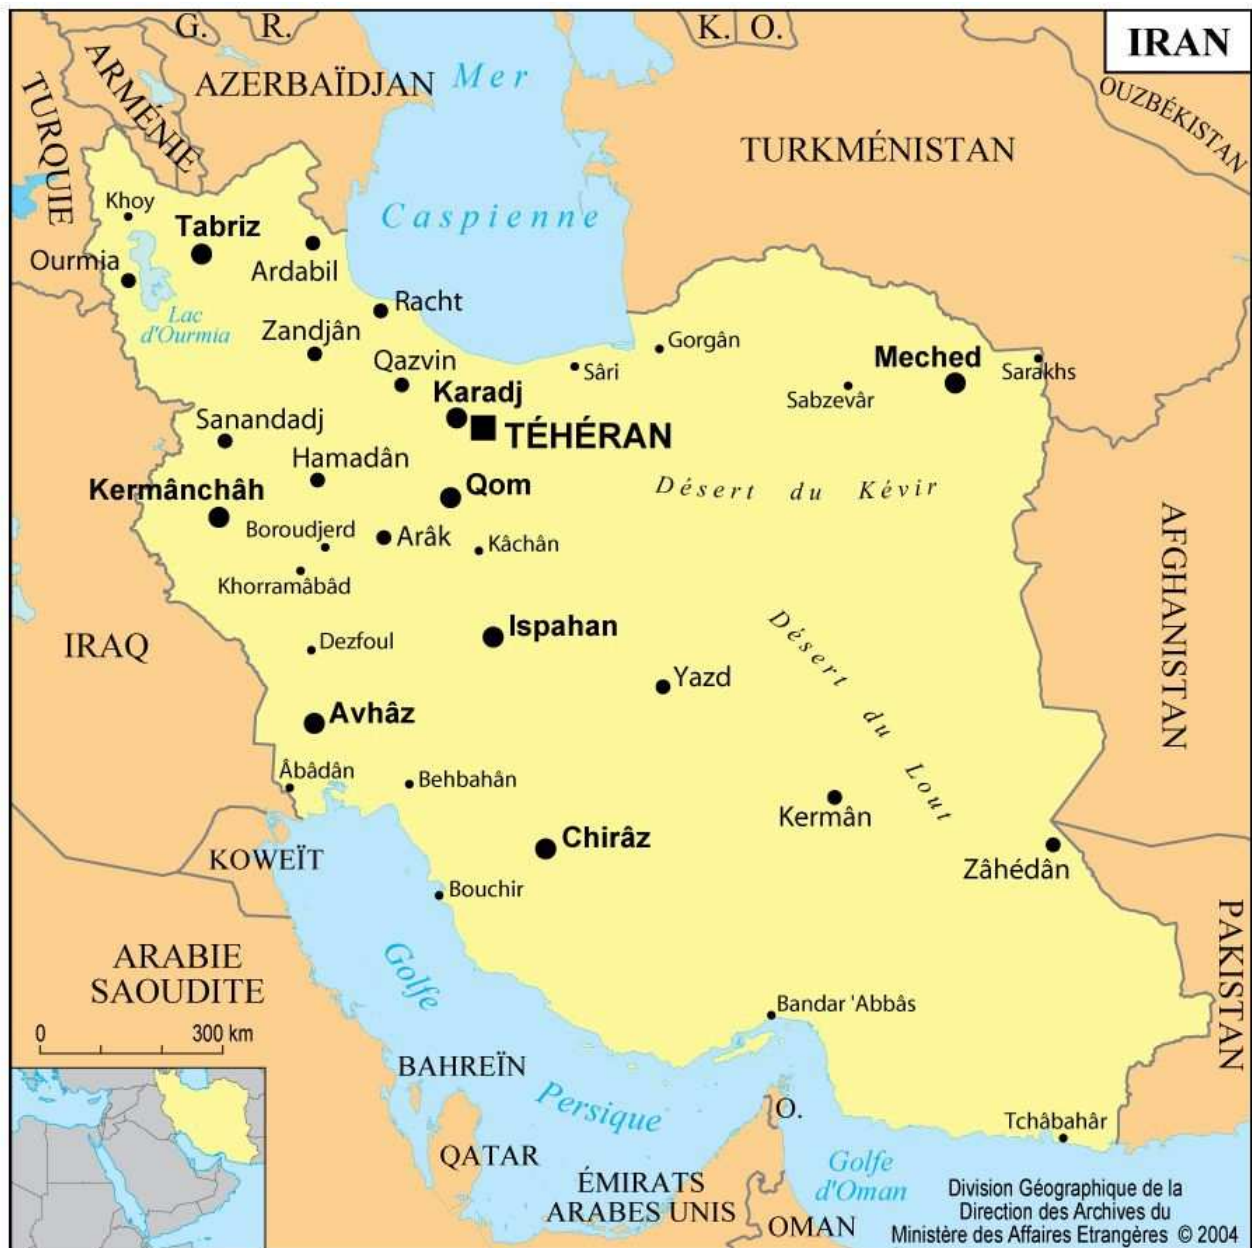 IRAN
G.
R.
K.
O.
TURQUIE
ARMÉNIE
AZERBAÏDJAN
Mer
Caspienne
TURKMÉNISTAN
OUZBÉKISTAN
Khoy
Tabriz
Ardabil
Ourmia
Lac
d'Ourmia
Racht
Zandjân
Qazvin
Sâri
Gorgân
Meched
Sarakhs
Sabzevâr
Karadj
TÉHÉRAN
Sanandadj
Hamadân
Kermânchâh
Qom
Désert du Kévir
Boroudjerd
Arâk
Kâchân
Khorramâbâd
AFGHANISTAN
IRAQ
Dezfoul
Ispahan
Yazd
Désert du Lout
Avhâz
Âbâdân
Behbahân
Kermân
Chirâz
Zâhédân
KOWEÏT
Bouchir
PAKISTAN
ARABIE
SAOUDITE
Golfe
Persique
0 300 km
Bandar 'Abbâs
BAHREÏN
O.
Tchâbahâr
QATAR
ÉMIRATS
ARABES UNIS
Golfe
d'Oman
OMAN
Division Géographique de la
Direction des Archives du
Ministère des Affaires Etrangères © 2004